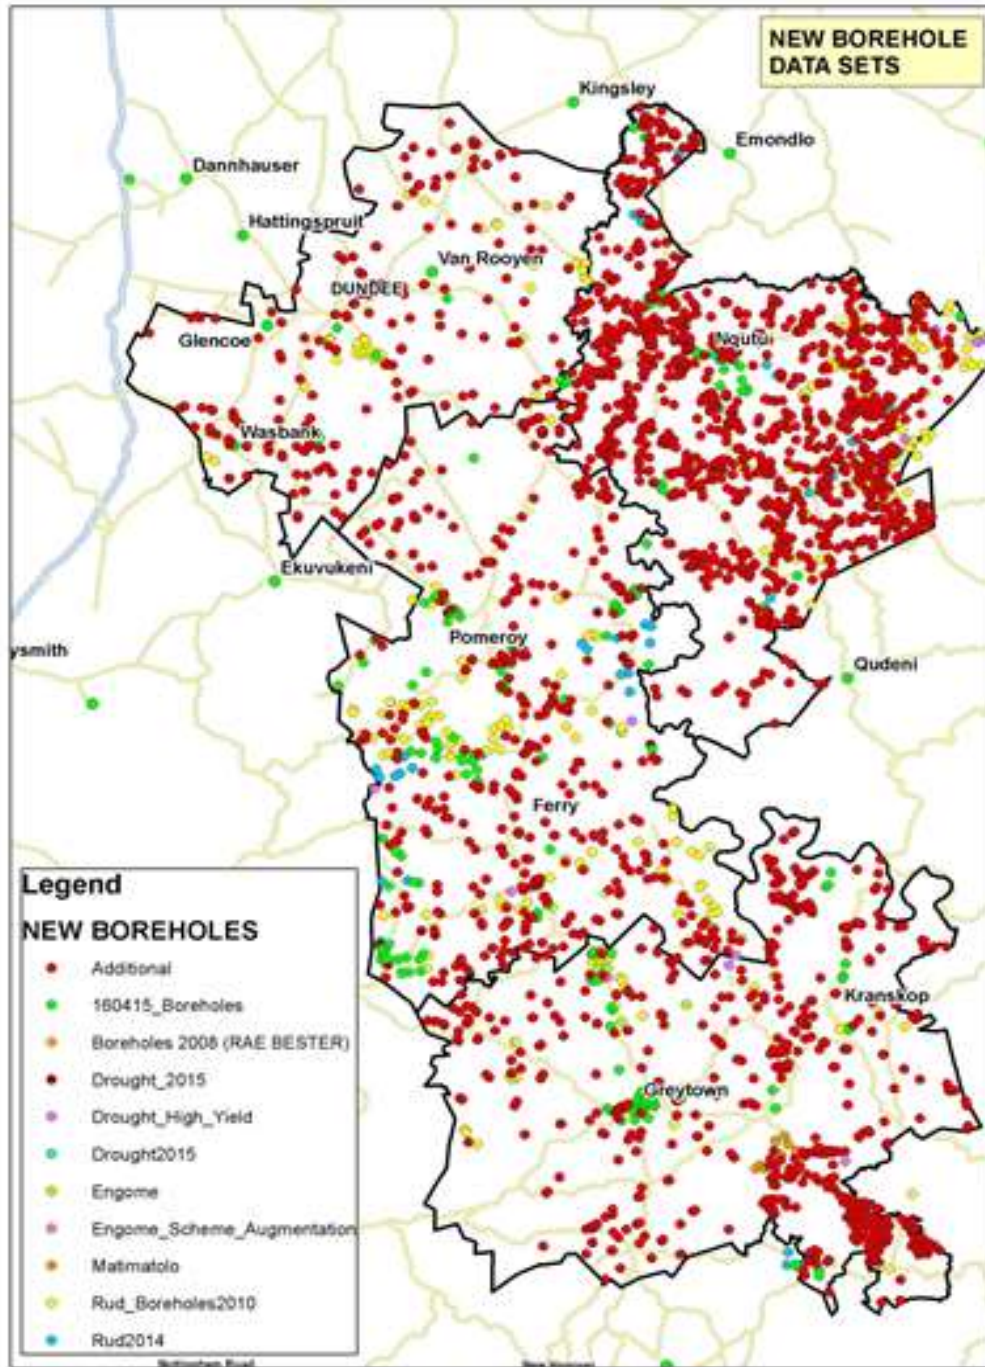 NEW BOREHOLE
DATA SETS
Kingsley
Emondlo
Dannhauser
Hattingspruit
Van Rooyen
DUNDEE
Glencoe
Nqutu
Wasbank
Ekuvukeni
Pomeroy
ysmith
Qudeni
Ferry
Legend
NEW BOREHOLES
Additional
160415_Boreholes
Boreholes 2008 (RAE BESTER)
Drought_2015
Drought_High_Yield
Drought2015
Engome
Engome_Scheme_Augmentation
Matimatolo
Rud_Boreholes2010
Rud2014
Kranskop
Greytown